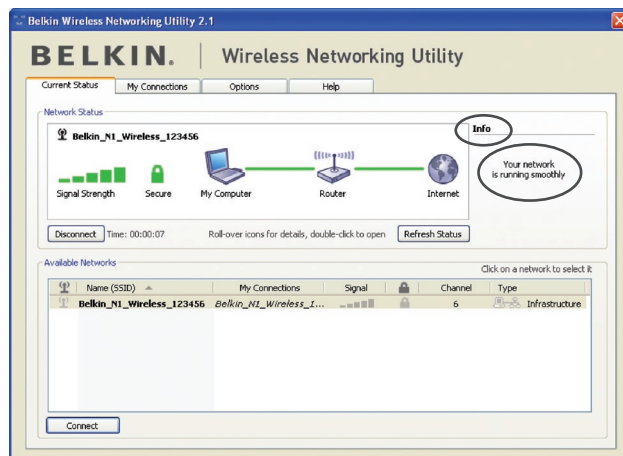 Belkin Wireless Networking Utility 2.1
BELKIN. | Wireless Networking Utility
Current Status My Connections Options Help
Network Status
Belkin_N1_Wireless_123456
Info
Your network
is running smoothly
Signal Strength Secure My Computer Router Internet
Disconnect Time: 00:00:07 Roll-over icons for details, double-click to open Refresh Status
Available Networks
Click on a network to select it
Name (SSID) My Connections Signal Channel Type
Belkin_N1_Wireless_123456 Belkin_N1_Wireless_1... 6 Infrastructure
Connect